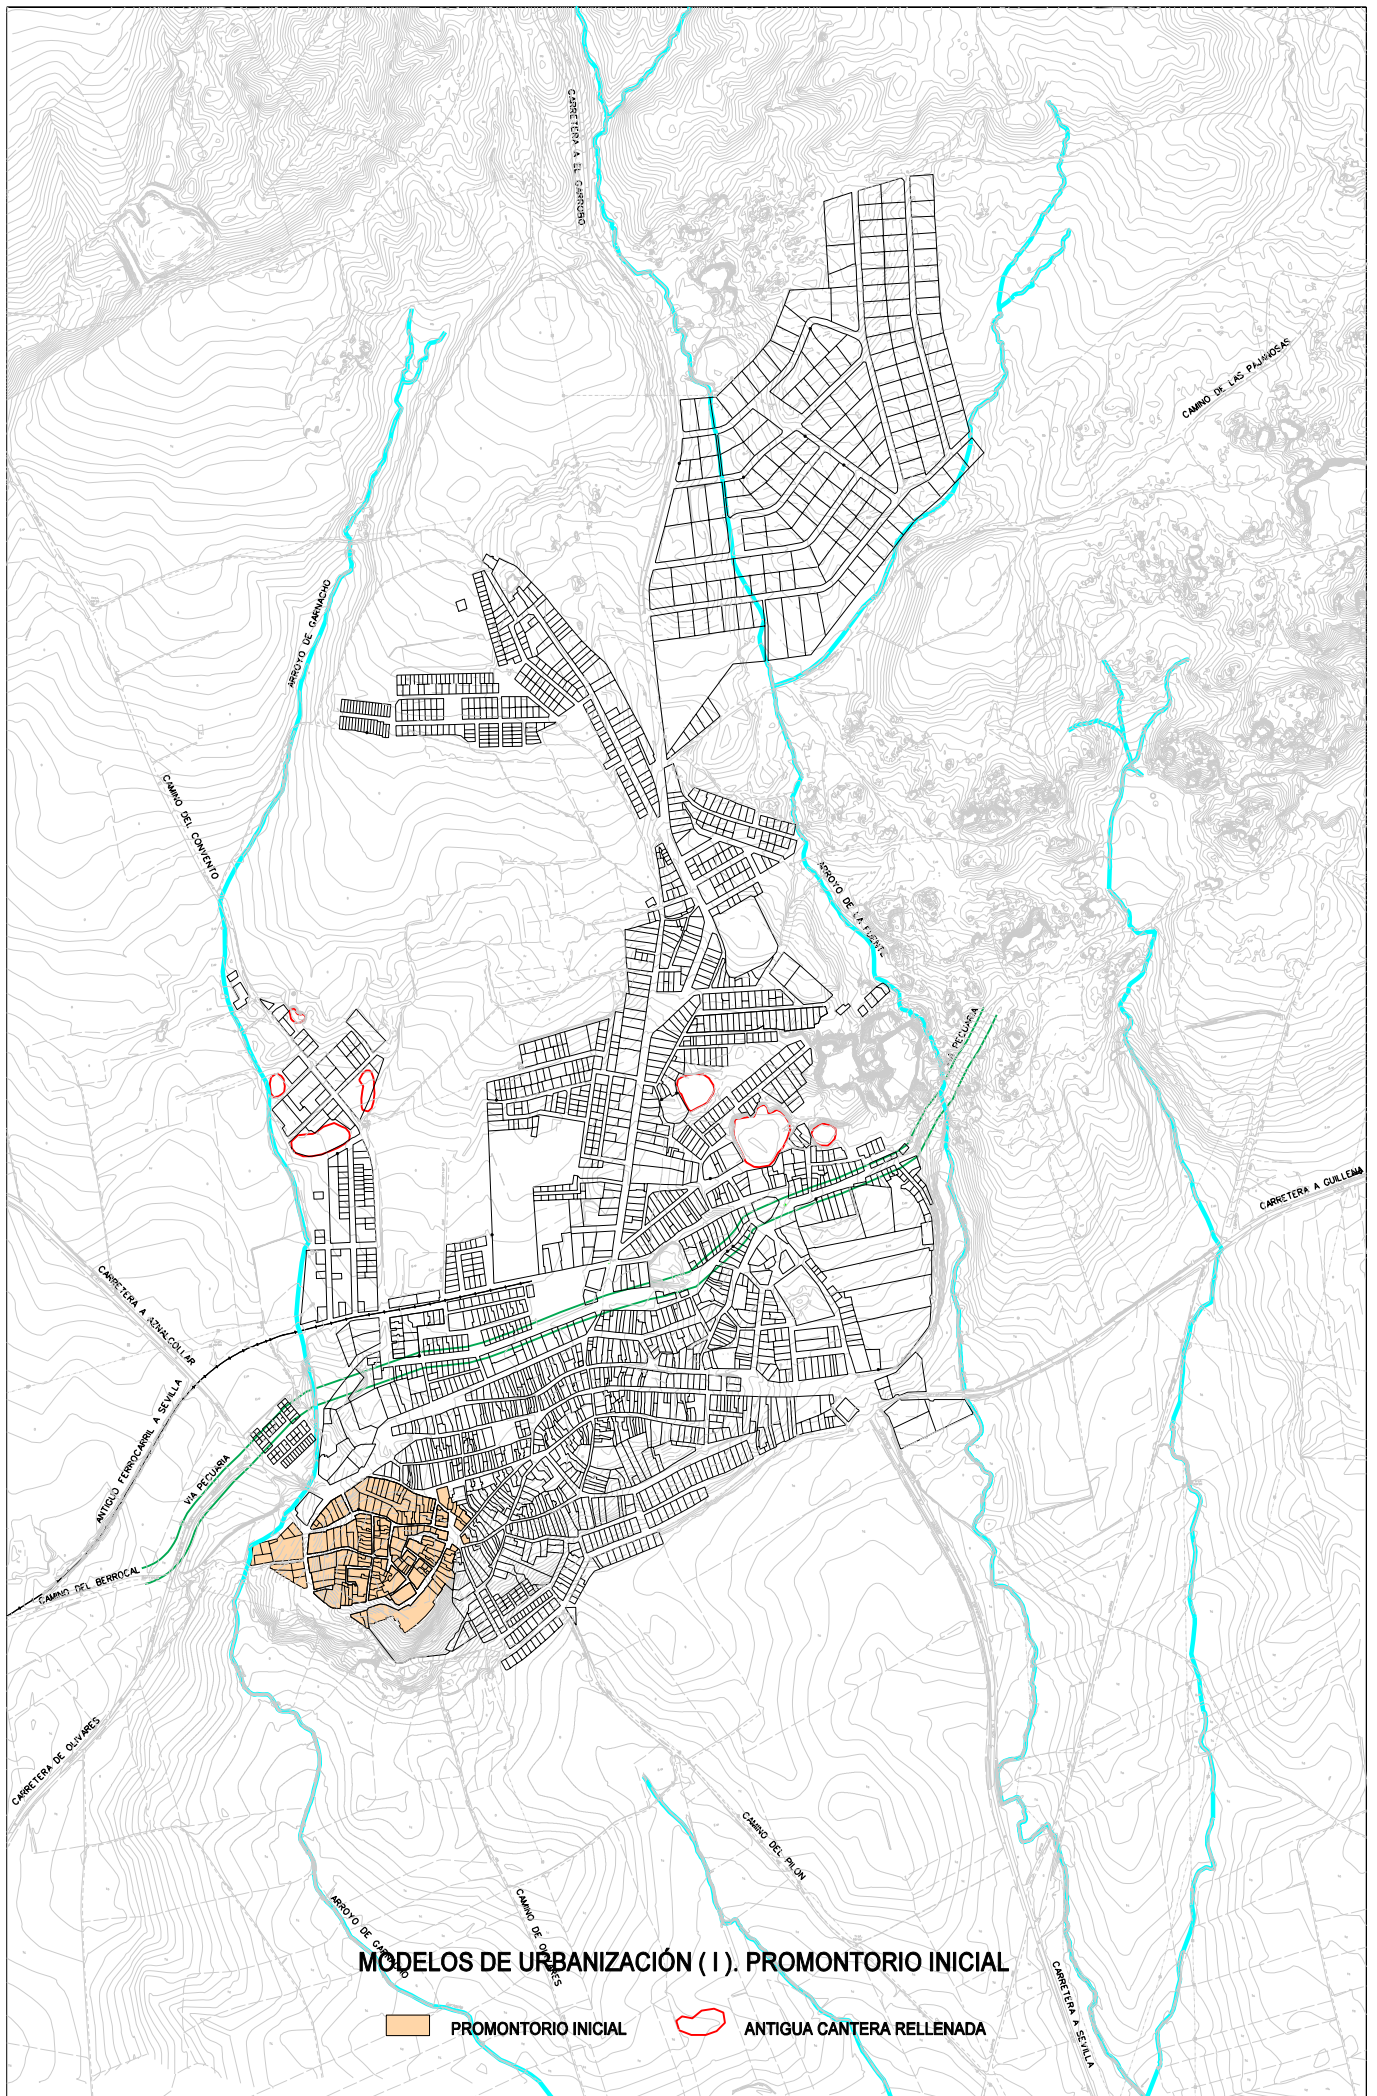 CARRETERA A EL GARROBO
CAMINO DE LAS PAJANOSAS
ARROYO DE GARNACHO
CAMINO DEL CONVENTO
ARROYO DE LA FUENTE
VIA PECUARIA
CARRETERA A GUILLENA
CARRETERA A AZNALCOLLAR
ANTIGUO FERROCARRIL A SEVILLA
VIA PECUARIA
CAMINO DEL BERROCAL
CARRETERA DE OLIVARES
CAMINO DEL PILON
ARROYO DE GARNACHO
CAMINO DE OLIVARES
CARRETERA A SEVILLA
MODELOS DE URBANIZACIÓN ( I ). PROMONTORIO INICIAL
PROMONTORIO INICIAL
ANTIGUA CANTERA RELLENADA